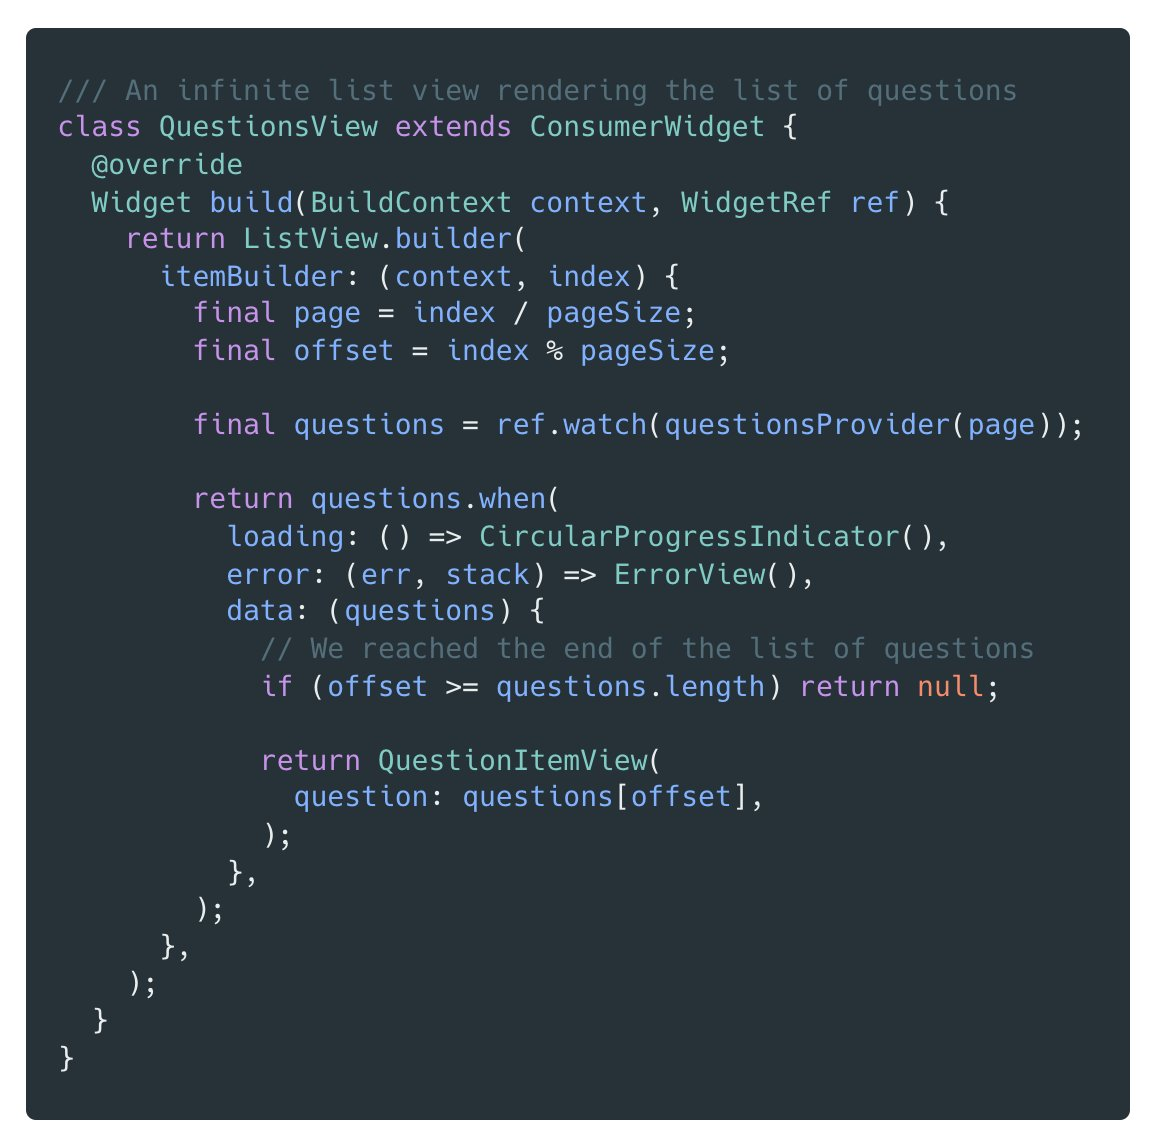 /// An infinite list view rendering the list of questions
class QuestionsView extends ConsumerWidget {
  @override
  Widget build(BuildContext context, WidgetRef ref) {
    return ListView.builder(
      itemBuilder: (context, index) {
        final page = index / pageSize;
        final offset = index % pageSize;

        final questions = ref.watch(questionsProvider(page));

        return questions.when(
          loading: () => CircularProgressIndicator(),
          error: (err, stack) => ErrorView(),
          data: (questions) {
            // We reached the end of the list of questions
            if (offset >= questions.length) return null;

            return QuestionItemView(
              question: questions[offset],
            );
          },
        );
      },
    );
  }
}